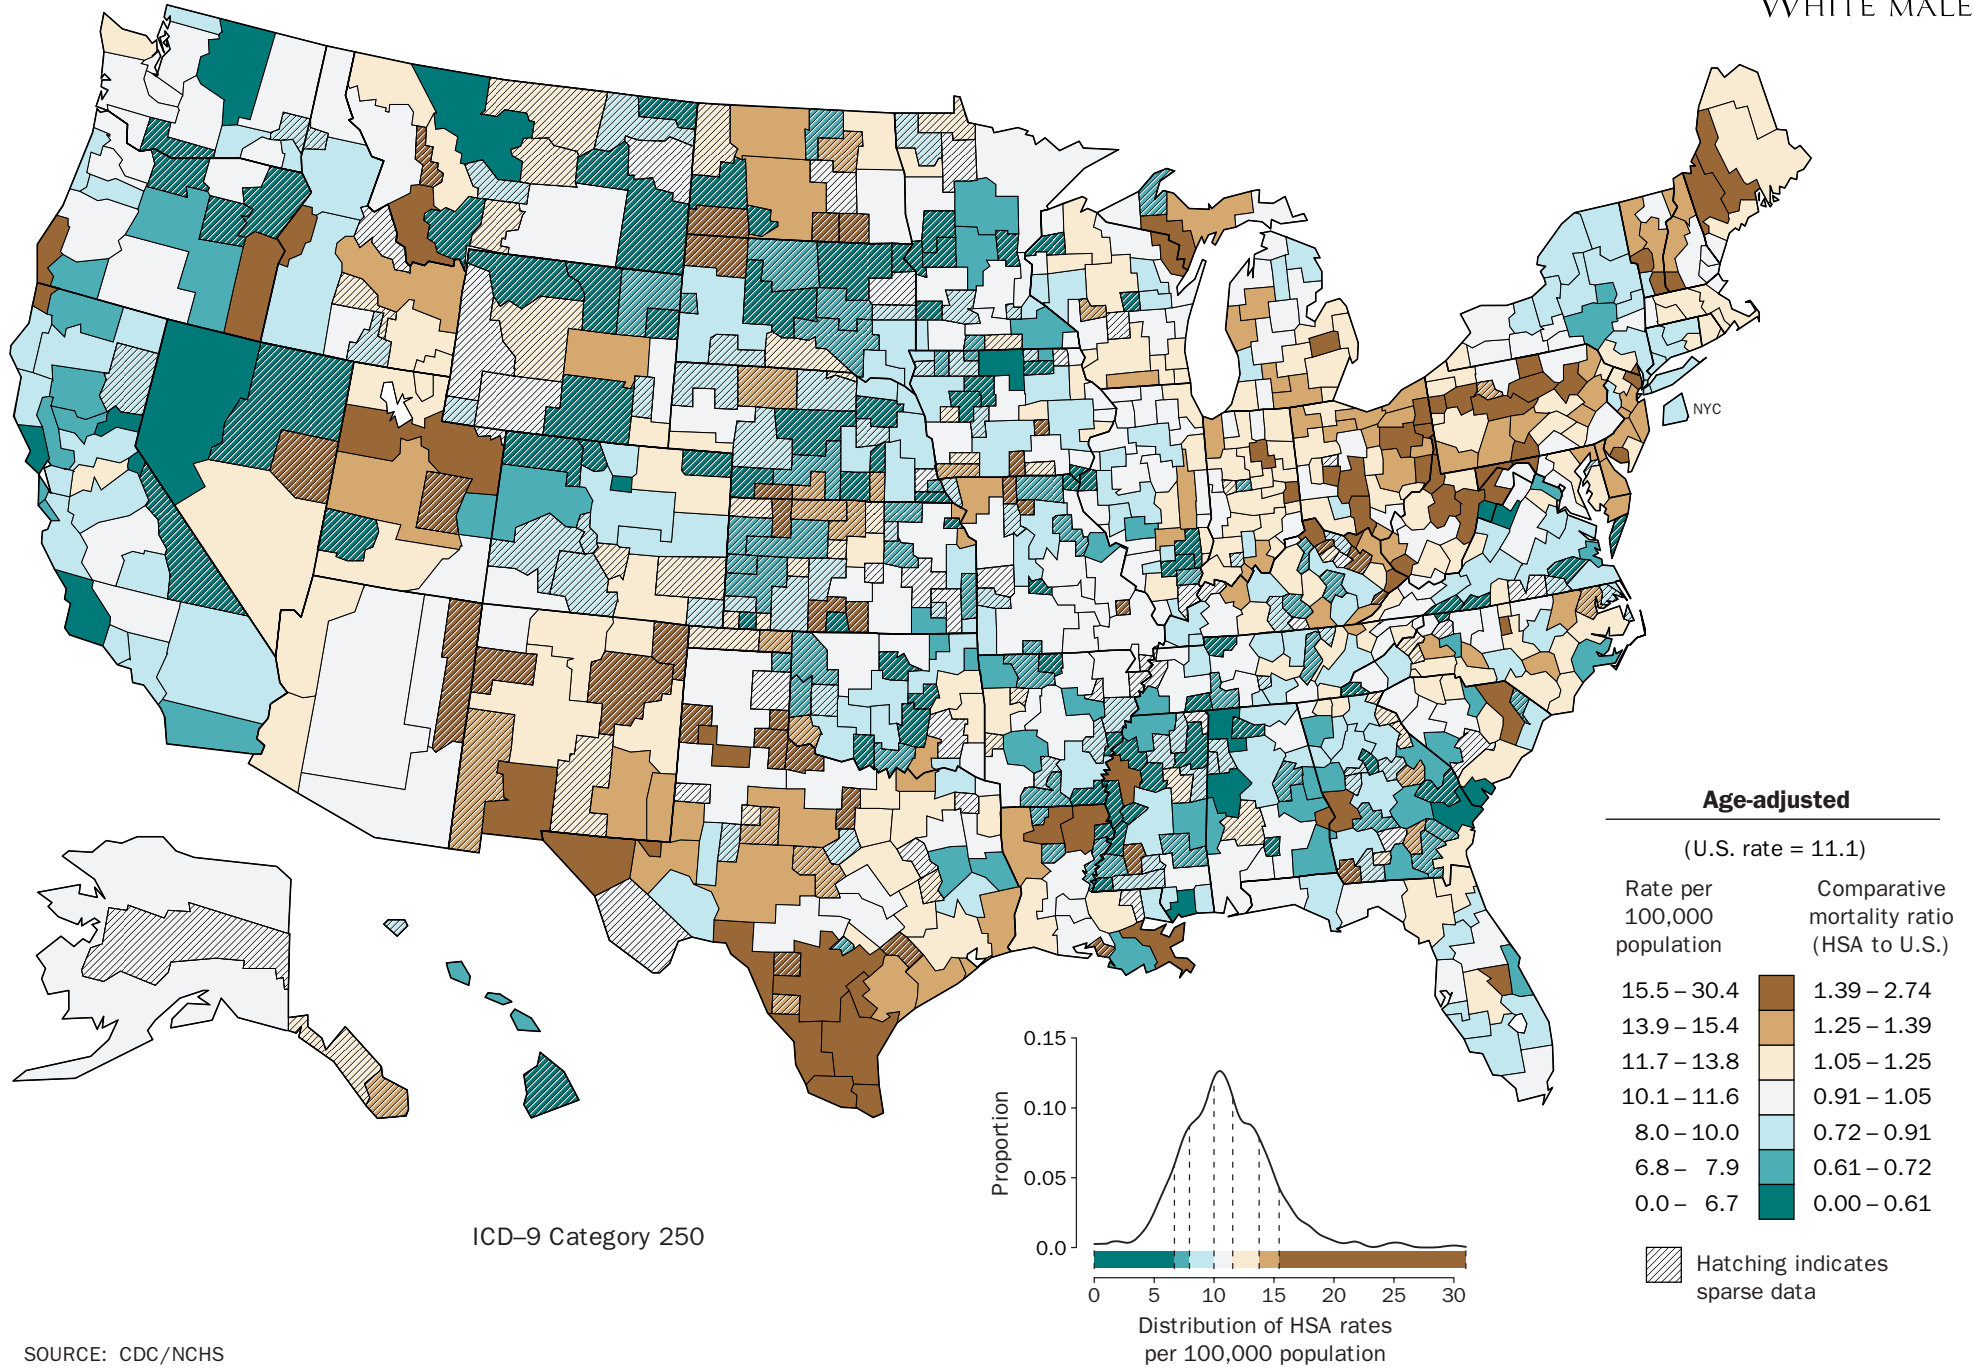 WHITE MALE
NYC
Age-adjusted
(U.S. rate = 11.1)
Rate per
100,000
population
Comparative
mortality ratio
(HSA to U.S.)
15.5 – 30.4 1.39 – 2.74
13.9 – 15.4 1.25 – 1.39
11.7 – 13.8 1.05 – 1.25
10.1 – 11.6 0.91 – 1.05
8.0 – 10.0 0.72 – 0.91
6.8 – 7.9 0.61 – 0.72
0.0 – 6.7 0.00 – 0.61
Hatching indicates
sparse data
0.15
0.10
0.05
0.0
Proportion
0 5 10 15 20 25 30
Distribution of HSA rates
per 100,000 population
ICD–9 Category 250
SOURCE: CDC/NCHS